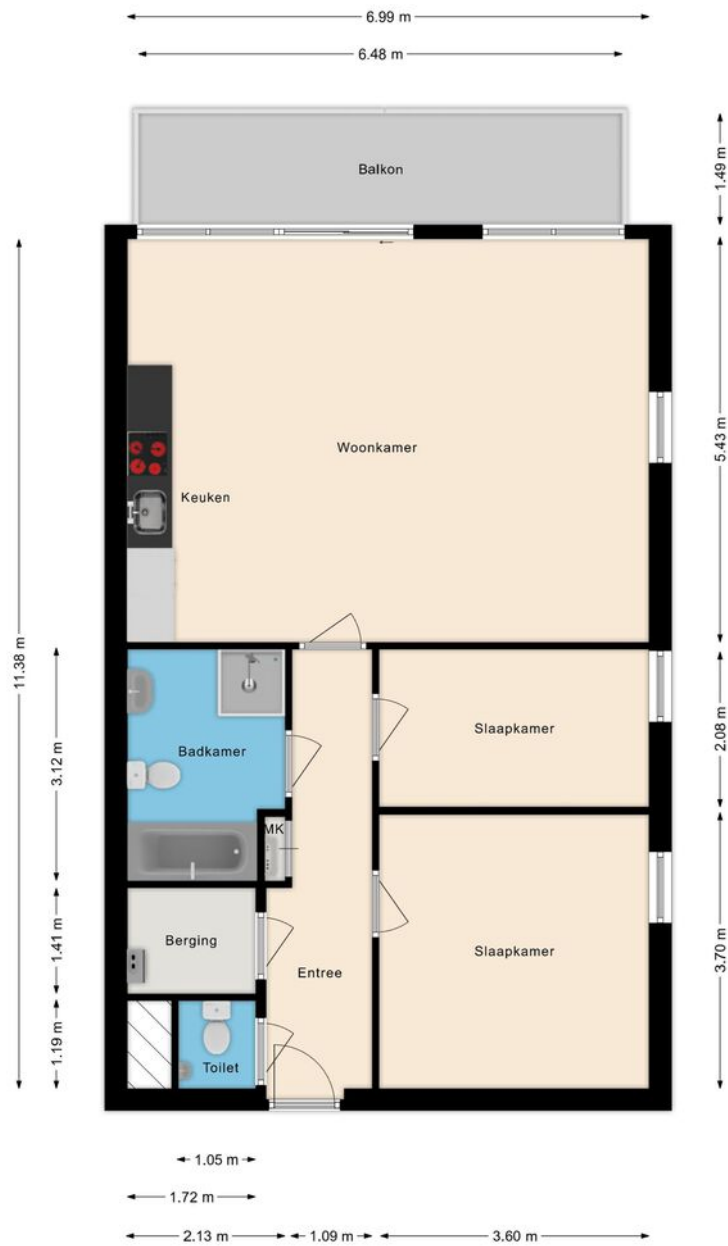 6.99 m
6.48 m
Balkon
1.49 m
Woonkamer
5.43 m
Keuken
11.38 m
Slaapkamer
2.08 m
Badkamer
3.12 m
MK
Berging
1.41 m
Slaapkamer
3.70 m
Entree
Toilet
1.19 m
1.05 m
1.72 m
2.13 m
1.09 m
3.60 m